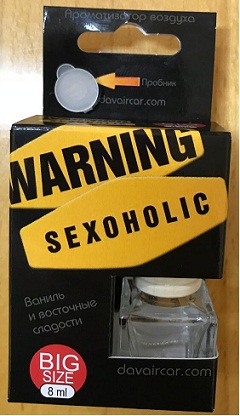 Ароматизатор воздуха
Пробник
davaircar.com
WARNING
SEXOHOLIC
Ваниль
и восточные
сладости
BIG
SIZE
8 ml
davaircar.com